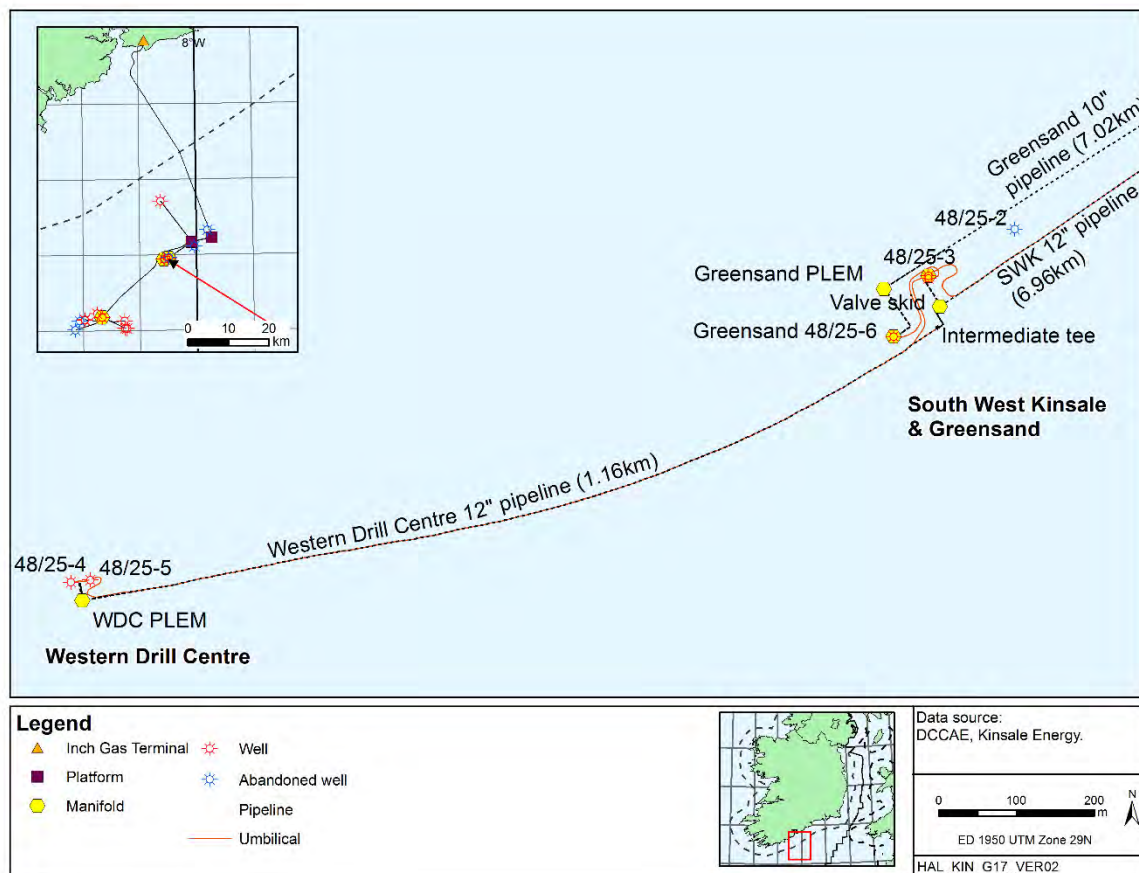 8°W
0 10 20
km
Greensand 10"
pipeline (7.02km)
48/25-2
48/25-3
SWK 12" pipeline
(6.96km)
Greensand PLEM
Valve skid
Greensand 48/25-6
Intermediate tee
South West Kinsale
& Greensand
Western Drill Centre 12" pipeline (1.16km)
48/25-4
48/25-5
WDC PLEM
Western Drill Centre
Legend
Inch Gas Terminal
Platform
Manifold
Well
Abandoned well
Pipeline
Umbilical
Data source:
DCCAE, Kinsale Energy.
0 100 200
m
N
ED 1950 UTM Zone 29N
HAL_KIN_G17_VER02